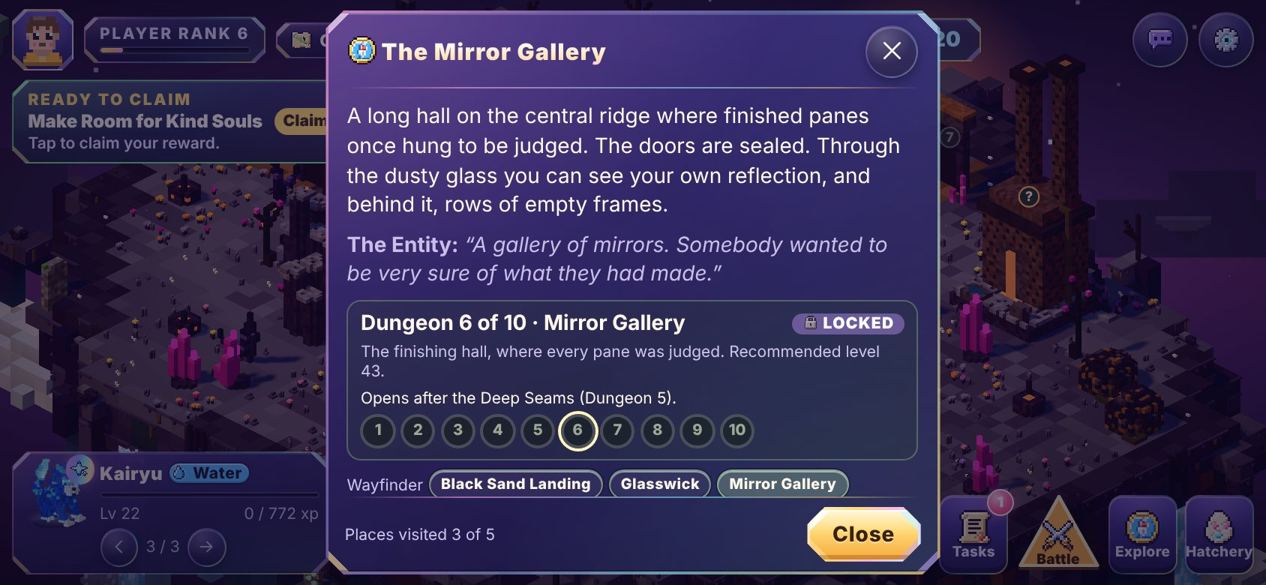 PLAYER RANK 6
READY TO CLAIM
Make Room for Kind Souls
Claim
Tap to claim your reward.
The Mirror Gallery
20
7
?
A long hall on the central ridge where finished panes
once hung to be judged. The doors are sealed. Through
the dusty glass you can see your own reflection, and
behind it, rows of empty frames.
The Entity: “A gallery of mirrors. Somebody wanted to
be very sure of what they had made.”
Dungeon 6 of 10 · Mirror Gallery
LOCKED
The finishing hall, where every pane was judged. Recommended level
43.
Opens after the Deep Seams (Dungeon 5).
1 2 3 4 5 6 7 8 9 10
Wayfinder Black Sand Landing Glasswick Mirror Gallery
Places visited 3 of 5
Close
Kairyu Water
Lv 22 0 / 772 xp
3 / 3
1
Tasks
Battle
Explore
Hatchery